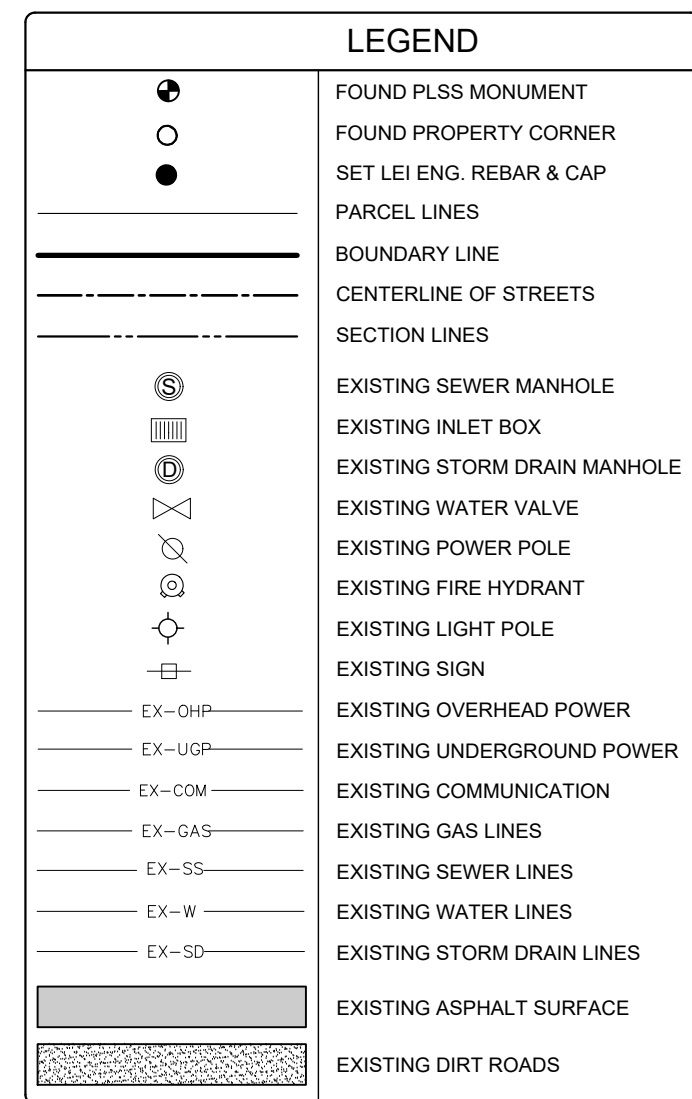 LEGEND
FOUND PLSS MONUMENT
FOUND PROPERTY CORNER
SET LEI ENG. REBAR & CAP
PARCEL LINES
BOUNDARY LINE
CENTERLINE OF STREETS
SECTION LINES
S EXISTING SEWER MANHOLE
EXISTING INLET BOX
D EXISTING STORM DRAIN MANHOLE
EXISTING WATER VALVE
EXISTING POWER POLE
EXISTING FIRE HYDRANT
EXISTING LIGHT POLE
EXISTING SIGN
EX-OHP EXISTING OVERHEAD POWER
EX-UGP EXISTING UNDERGROUND POWER
EX-COM EXISTING COMMUNICATION
EX-GAS EXISTING GAS LINES
EX-SS EXISTING SEWER LINES
EX-W EXISTING WATER LINES
EX-SD EXISTING STORM DRAIN LINES
EXISTING ASPHALT SURFACE
EXISTING DIRT ROADS